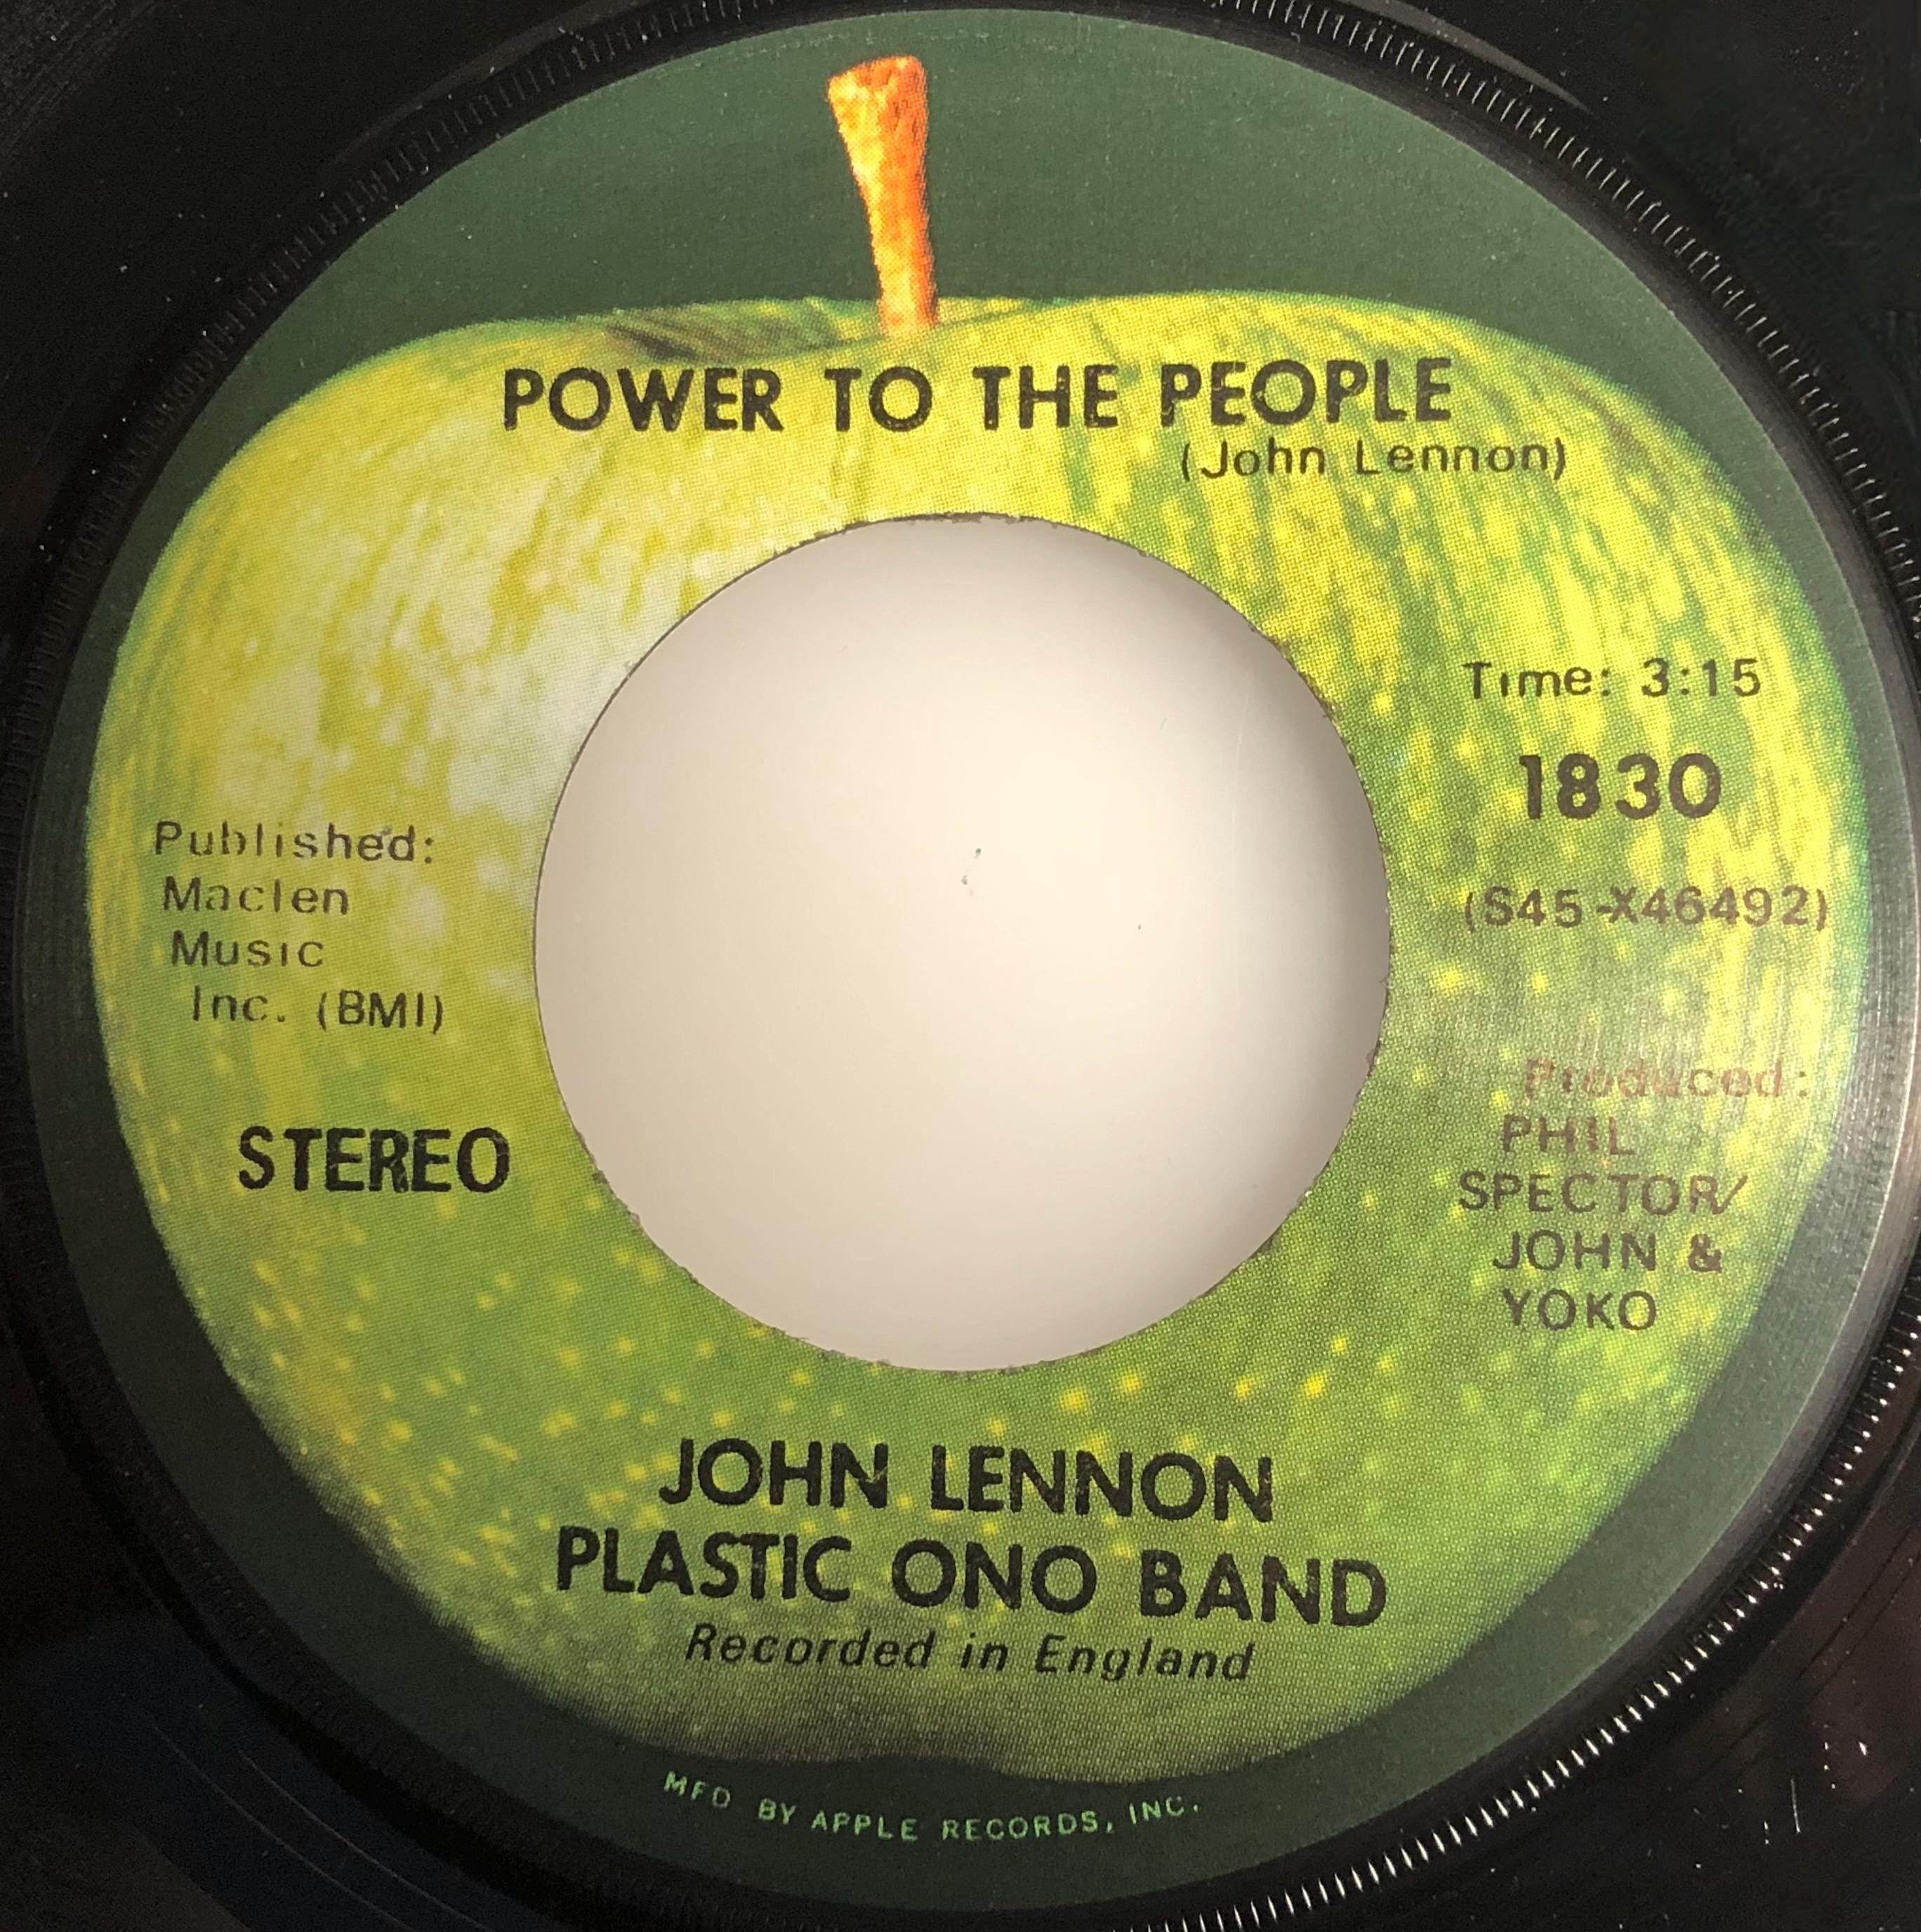 POWER TO THE PEOPLE
(John Lennon)
Time: 3:15
1830
(S45-X46492)
Published:
Maclen
Music
Inc. (BMI)
STEREO
Produced:
PHIL
SPECTOR/
JOHN &
YOKO
JOHN LENNON
PLASTIC ONO BAND
Recorded in England
MFD BY APPLE RECORDS, INC.